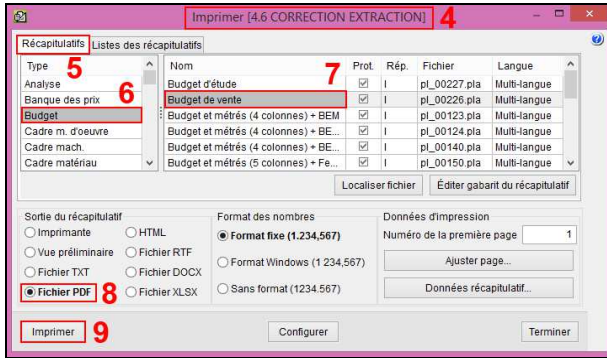 Imprimer [4.6 CORRECTION EXTRACTION] 4
Récapitulatifs Listes des récapitulatifs
5 6 7
Type Nom Prot. Rép. Fichier Langue
Analyse Budget d'étude I pl_00227.pla Multi-langue
Banque des prix Budget de vente I pl_00226.pla Multi-langue
Budget Budget et métrés (4 colonnes) + BEM I pl_00123.pla Multi-langue
Cadre m. d'oeuvre Budget et métrés (4 colonnes) + BE... I pl_00124.pla Multi-langue
Cadre mach. Budget et métrés (4 colonnes) + BE... I pl_00140.pla Multi-langue
Cadre matériau Budget et métrés (5 colonnes) + Fe... I pl_00150.pla Multi-langue
Localiser fichier Éditer gabarit du récapitulatif
Sortie du récapitulatif Format des nombres Données d'impression
Imprimante HTML Format fixe (1.234,567) Numéro de la première page 1
Vue préliminaire Fichier RTF Format Windows (1 234,567) Ajuster page...
Fichier TXT Fichier DOCX
Fichier PDF 8 Fichier XLSX Sans format (1234.567) Données récapitulatif...
Imprimer 9 Configurer Terminer